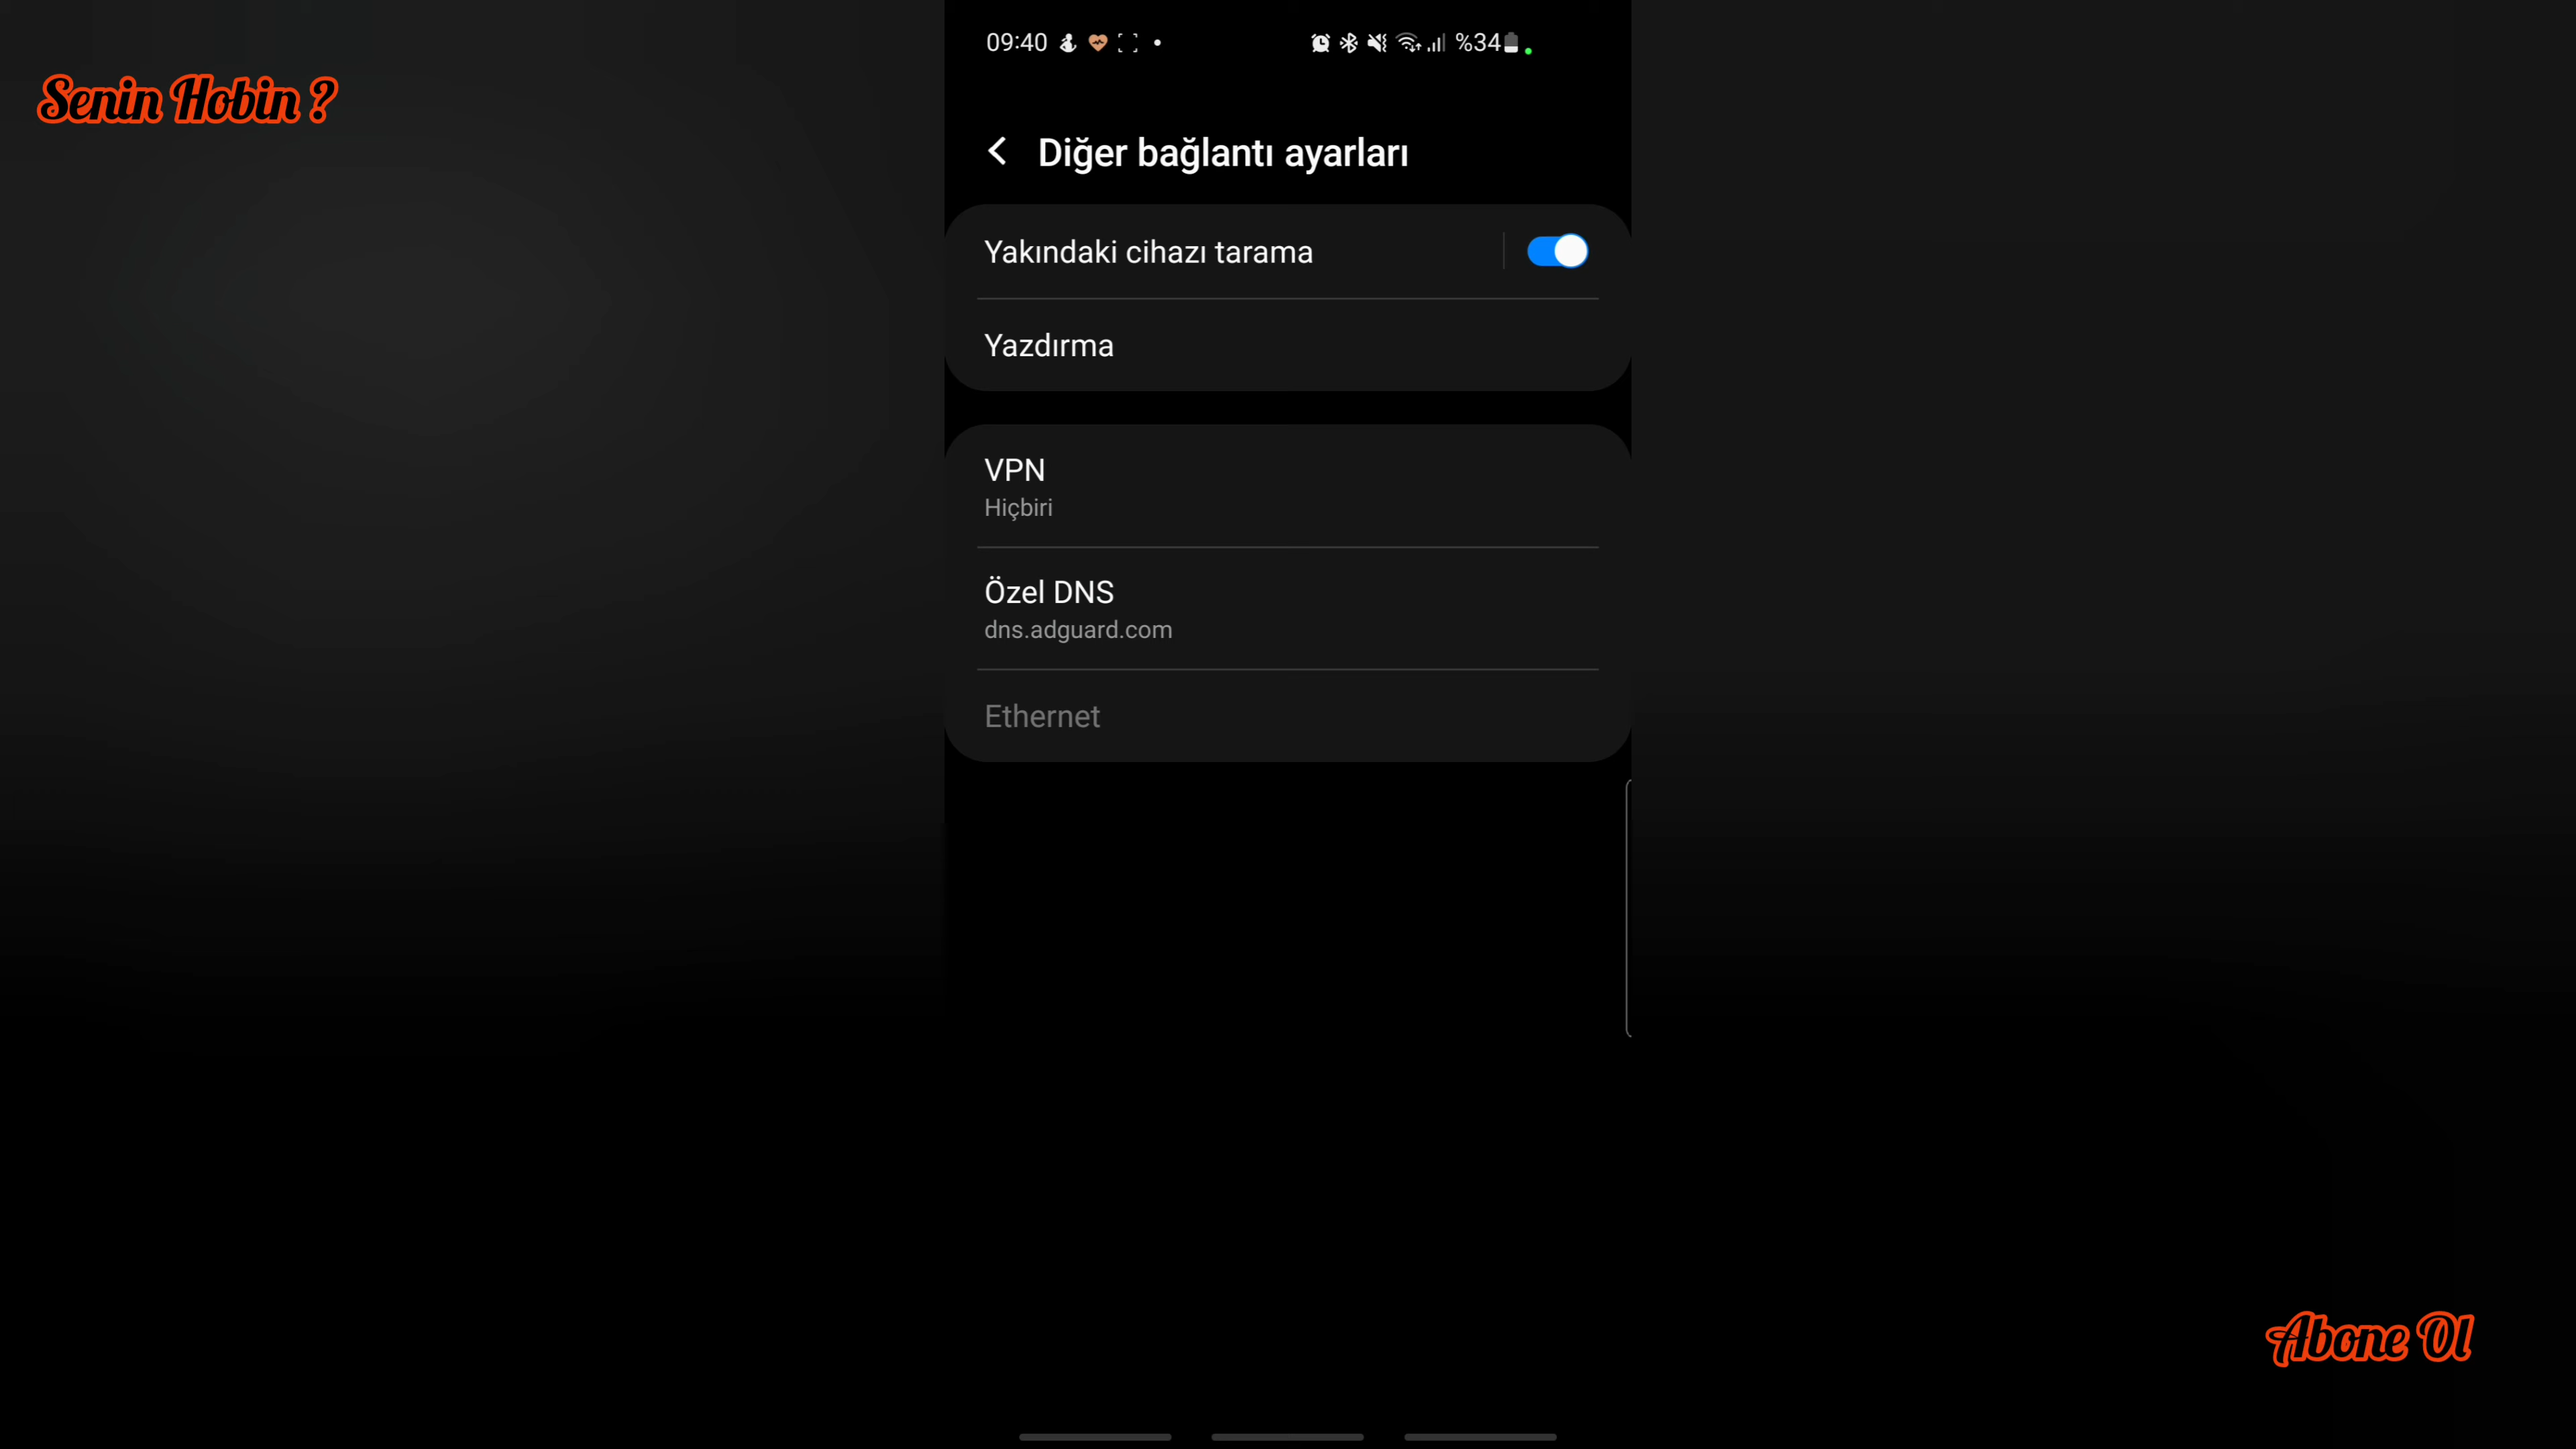 Senin Hobin ?
09:40
%34
Diğer bağlantı ayarları
Yakındaki cihazı tarama
Yazdırma
VPN
Hiçbiri
Özel DNS
dns.adguard.com
Ethernet
Abone Ol